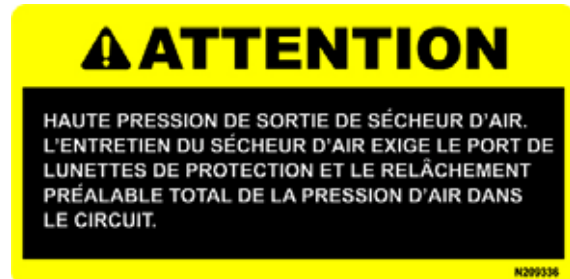 ATTENTION
HAUTE PRESSION DE SORTIE DE SÉCHEUR D'AIR.
L'ENTRETIEN DU SÉCHEUR D'AIR EXIGE LE PORT DE
LUNETTES DE PROTECTION ET LE RELÂCHEMENT
PRÉALABLE TOTAL DE LA PRESSION D'AIR DANS
LE CIRCUIT.
N209336